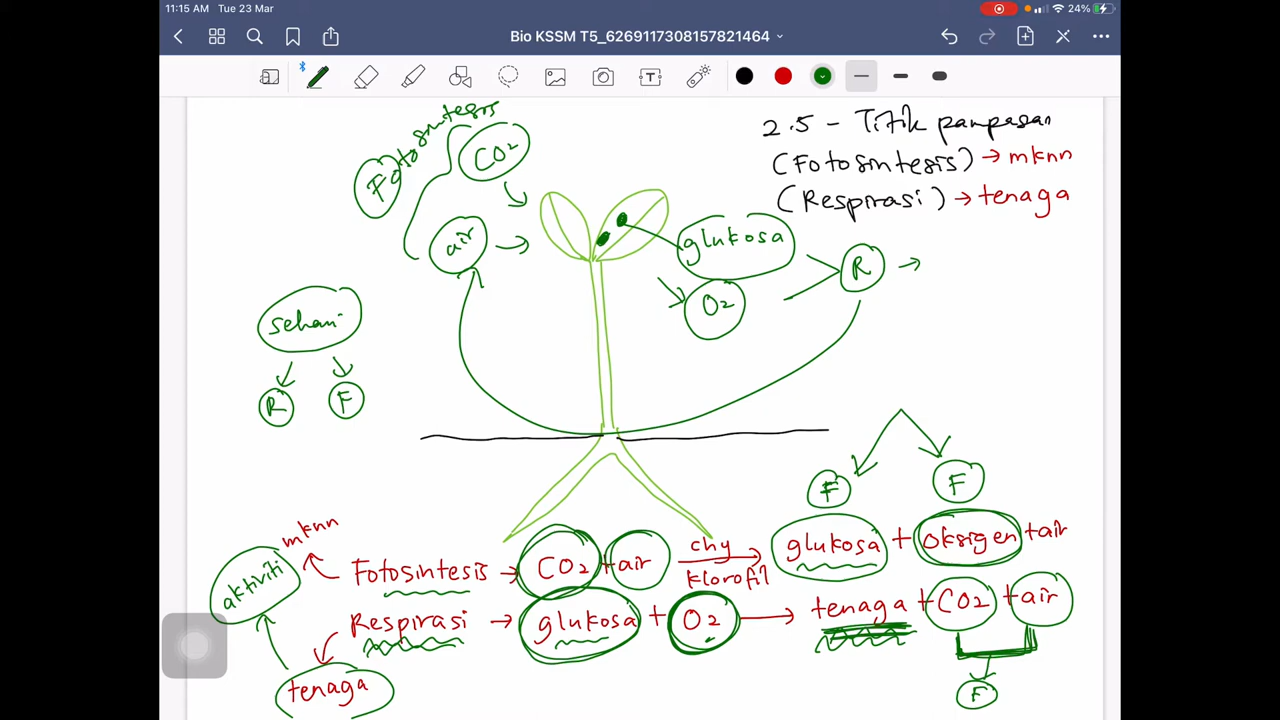 11:15 AM Tue 23 Mar
24%
Bio KSSM T5_6269117308157821464
T
2.5 - Titik pampasan
(Fotosintesis) → mknn
(Respirasi) → tenaga
Fotosintesis
CO2
air
glukosa
O2
R
sehari
R F
F F
mknn
aktiviti
Fotosintesis → CO2 + air chy klorofil glukosa + oksigen + air
Respirasi → glukosa + O2 → tenaga + CO2 + air
tenaga
F